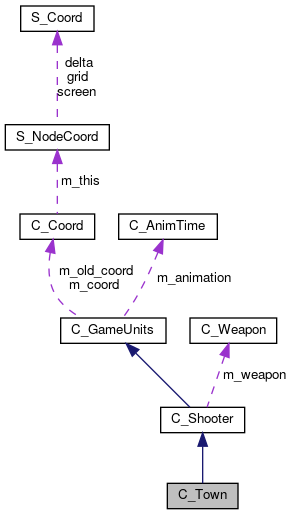 S_Coord
delta
grid
screen
S_NodeCoord
m_this
C_Coord
C_AnimTime
m_old_coord
m_coord
m_animation
C_GameUnits
C_Weapon
m_weapon
C_Shooter
C_Town